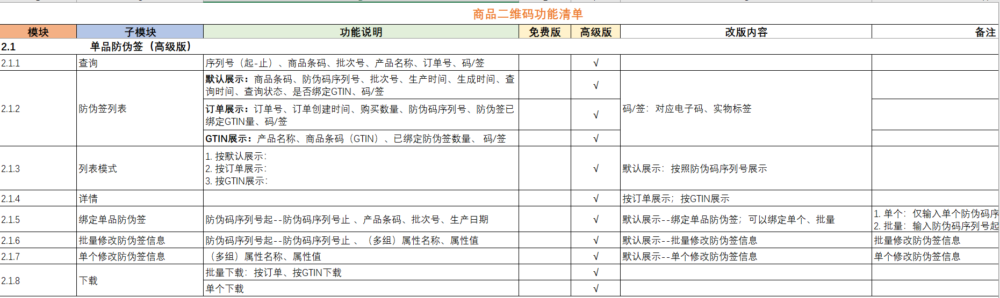 商品二维码功能清单
模块 子模块 功能说明 免费版 高级版 改版内容 备注
2.1 单品防伪签（高级版）
2.1.1 查询 序列号（起-止）、商品条码、批次号、产品名称、订单号、码/签 √
2.1.2 防伪签列表
默认展示：商品条码、防伪码序列号、批次号、生产时间、生成时间、查
询时间、查询状态、是否绑定GTIN、码/签 √
订单展示：订单号、订单创建时间、购买数量、防伪码序列号、防伪签已
绑定GTIN量、码/签 √
GTIN展示：产品名称、商品条码（GTIN）、已绑定防伪签数量、 码/签 √
码/签：对应电子码、实物标签
2.1.3 列表模式
1. 按默认展示：
2. 按订单展示：
3. 按GTIN展示：
√ 默认展示：按照防伪码序列号展示
2.1.4 详情 √ 按订单展示；按GTIN展示
2.1.5 绑定单品防伪签 防伪码序列号起--防伪码序列号止 、产品条码、批次号、生产日期 √ 默认展示--绑定单品防伪签；可以绑定单个、批量
1. 单个：仅输入单个防伪码序
2. 批量：输入防伪码序列号起
2.1.6 批量修改防伪签信息 防伪码序列号起--防伪码序列号止 、（多组）属性名称、属性值 √ 默认展示--批量修改防伪签信息 批量修改防伪签信息
2.1.7 单个修改防伪签信息 （多组）属性名称、属性值 √ 默认展示--单个修改防伪签信息 单个修改防伪签信息
2.1.8 下载
批量下载：按订单、按GTIN下载 √
单个下载 √